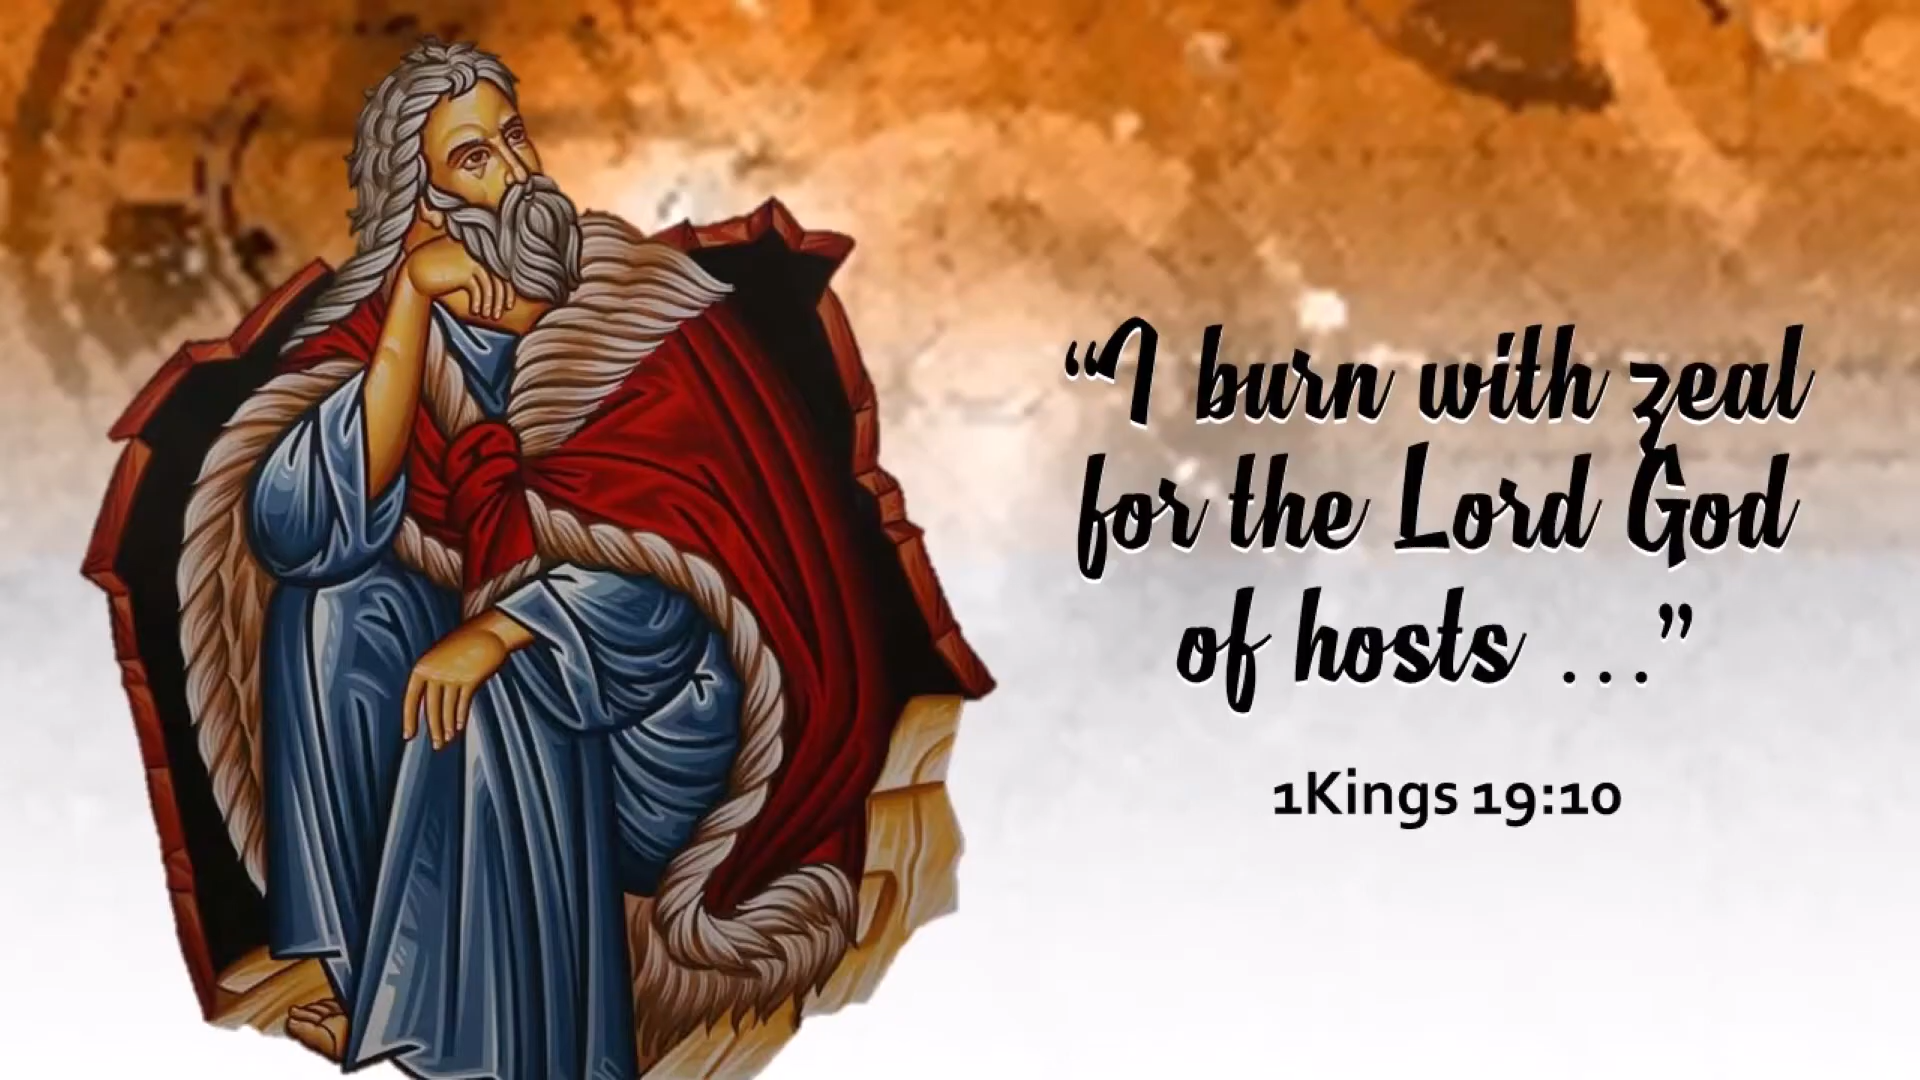 “I burn with zeal
for the Lord God
of hosts ...”
1Kings 19:10